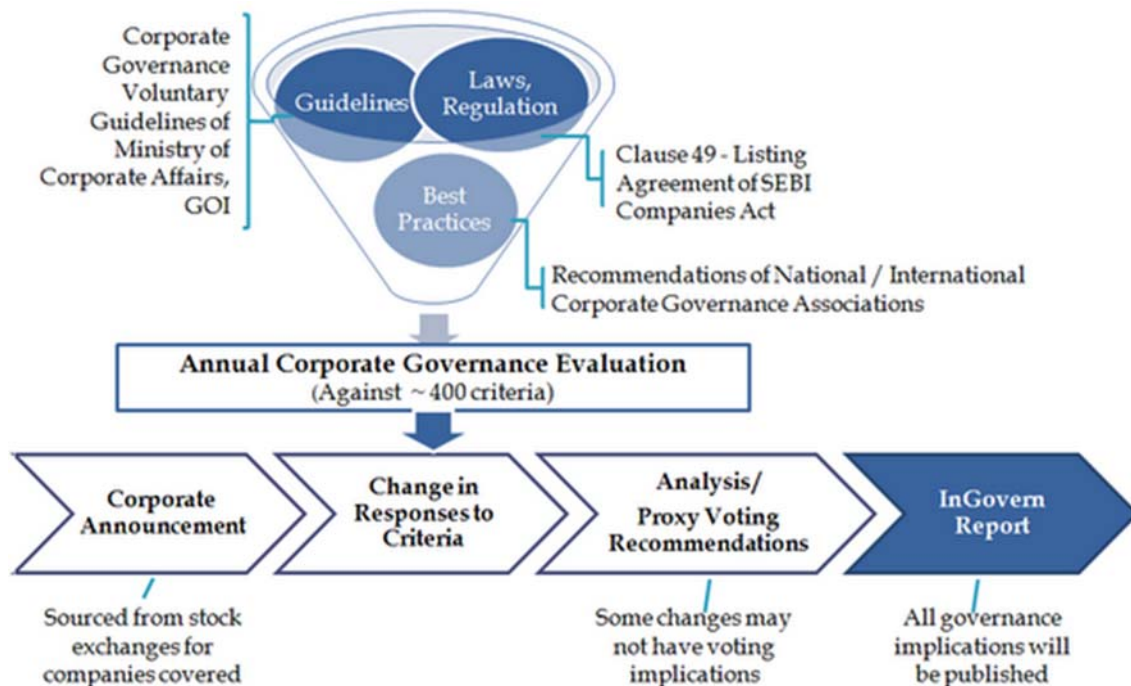 Corporate
Governance
Voluntary
Guidelines of
Ministry of
Corporate Affairs,
GOI
Guidelines
Laws,
Regulation
Best
Practices
Clause 49 - Listing
Agreement of SEBI
Companies Act
Recommendations of National / International
Corporate Governance Associations
Annual Corporate Governance Evaluation
(Against ~400 criteria)
Corporate
Announcement
Change in
Responses to
Criteria
Analysis/
Proxy Voting
Recommendations
InGovern
Report
Sourced from stock
exchanges for
companies covered
Some changes may
not have voting
implications
All governance
implications will
be published